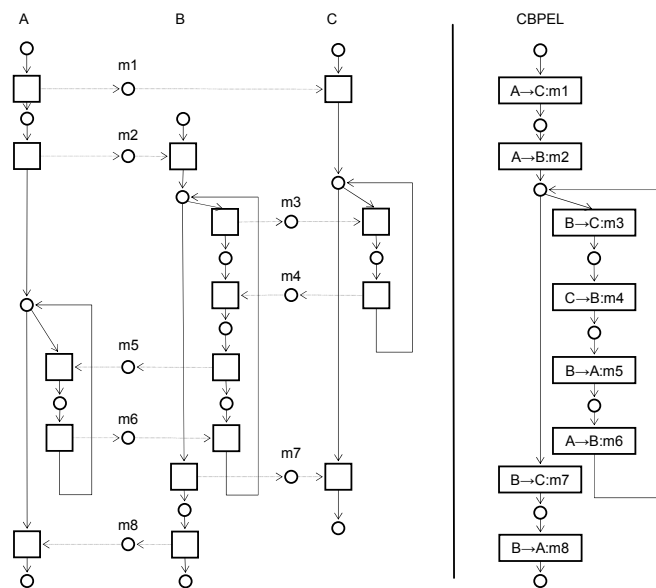 A B C CBPEL
m1
A→C:m1
m2
A→B:m2
m3
B→C:m3
m4
C→B:m4
m5
B→A:m5
m6
A→B:m6
m7
B→C:m7
m8
B→A:m8